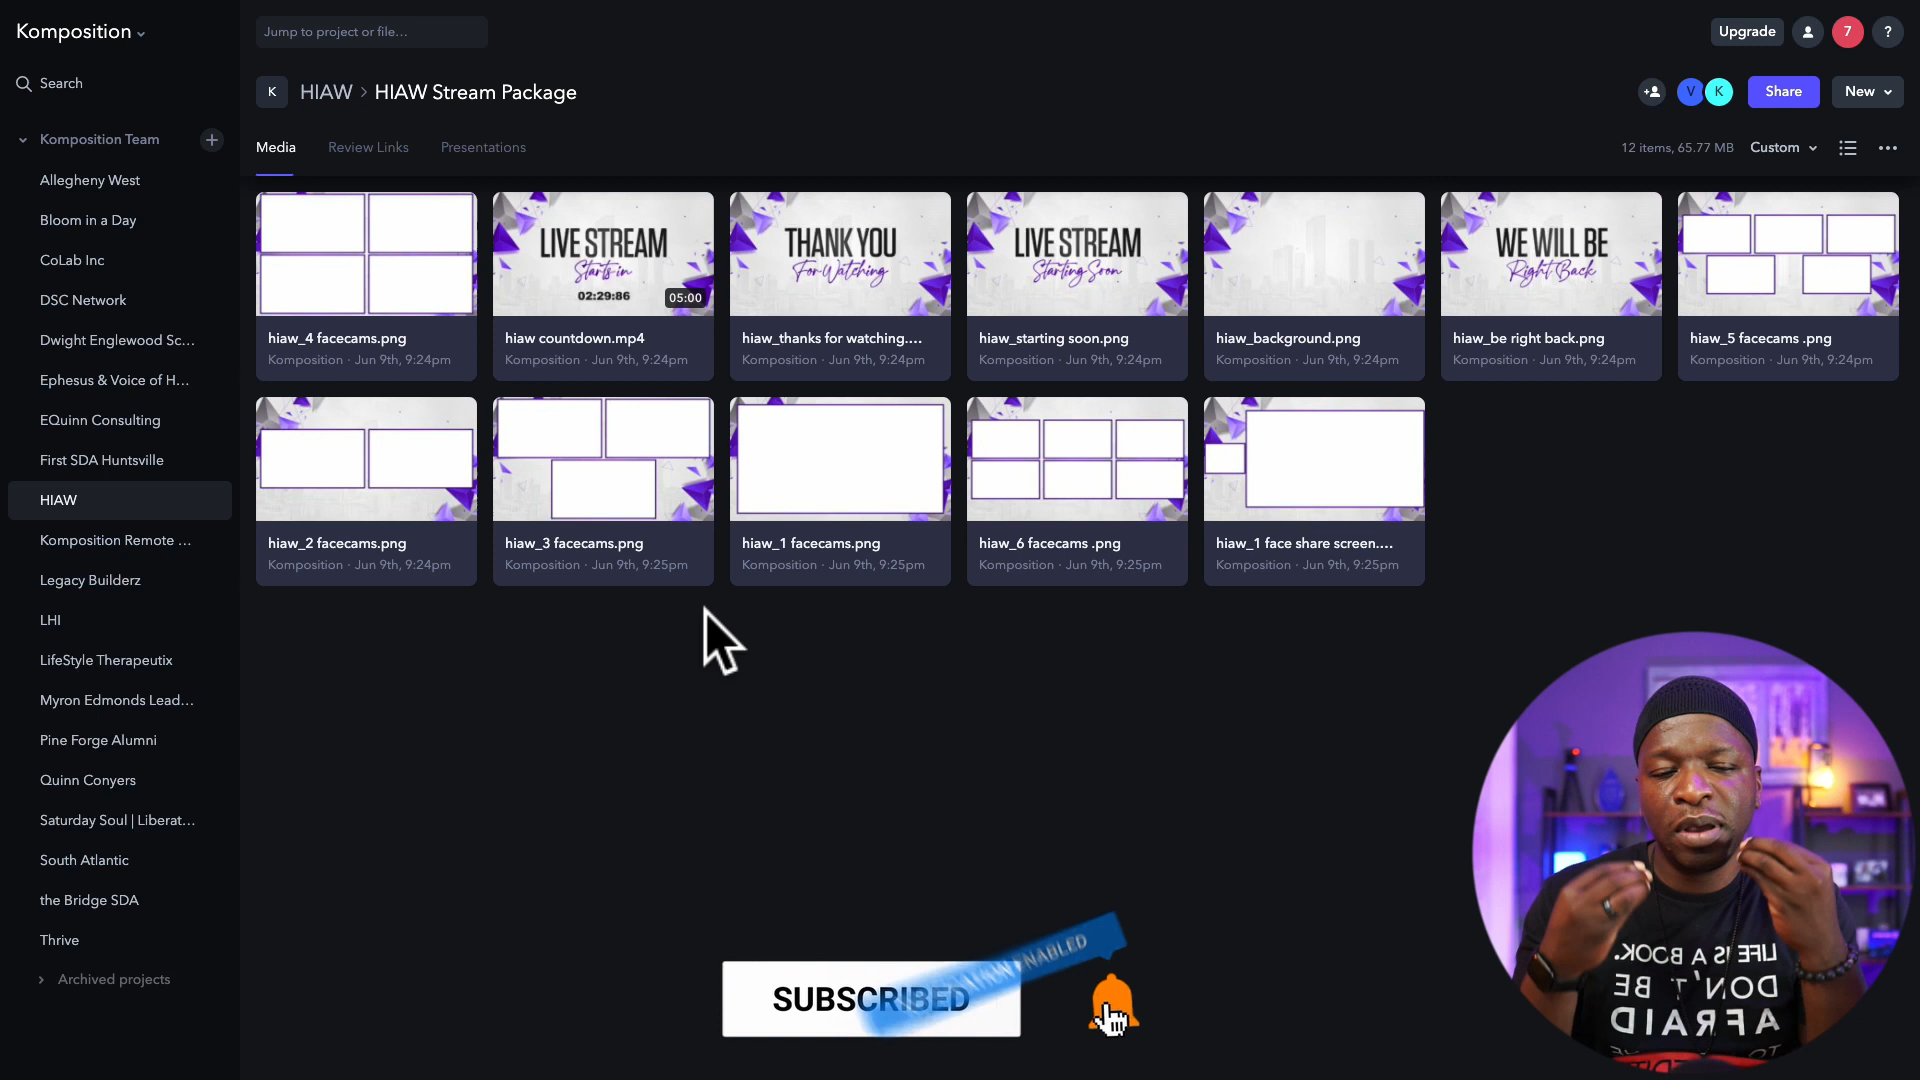 Komposition
Jump to project or file...
Upgrade
7
?
Search
K
HIAW > HIAW Stream Package
V
K
Share
New
Komposition Team
Media
Review Links
Presentations
12 items, 65.77 MB
Custom
Allegheny West
Bloom in a Day
CoLab Inc
DSC Network
Dwight Englewood Sc...
Ephesus & Voice of H...
EQuinn Consulting
First SDA Huntsville
HIAW
Komposition Remote ...
Legacy Builderz
LHI
LifeStyle Therapeutix
Myron Edmonds Lead...
Pine Forge Alumni
Quinn Conyers
Saturday Soul | Liberat...
South Atlantic
the Bridge SDA
Thrive
Archived projects
LIVE STREAM
Starts in
02:29:86
05:00
THANK YOU
For Watching
LIVE STREAM
Starting Soon
WE WILL BE
Right Back
hiaw_4 facecams.png
Komposition · Jun 9th, 9:24pm
hiaw countdown.mp4
Komposition · Jun 9th, 9:24pm
hiaw_thanks for watching....
Komposition · Jun 9th, 9:24pm
hiaw_starting soon.png
Komposition · Jun 9th, 9:24pm
hiaw_background.png
Komposition · Jun 9th, 9:24pm
hiaw_be right back.png
Komposition · Jun 9th, 9:24pm
hiaw_5 facecams .png
Komposition · Jun 9th, 9:24pm
hiaw_2 facecams.png
Komposition · Jun 9th, 9:24pm
hiaw_3 facecams.png
Komposition · Jun 9th, 9:25pm
hiaw_1 facecams.png
Komposition · Jun 9th, 9:25pm
hiaw_6 facecams .png
Komposition · Jun 9th, 9:25pm
hiaw_1 face share screen....
Komposition · Jun 9th, 9:25pm
SUBSCRIBED
ENABLED
LIFE IS A BOOK.
DON'T BE
AFRAID
TO